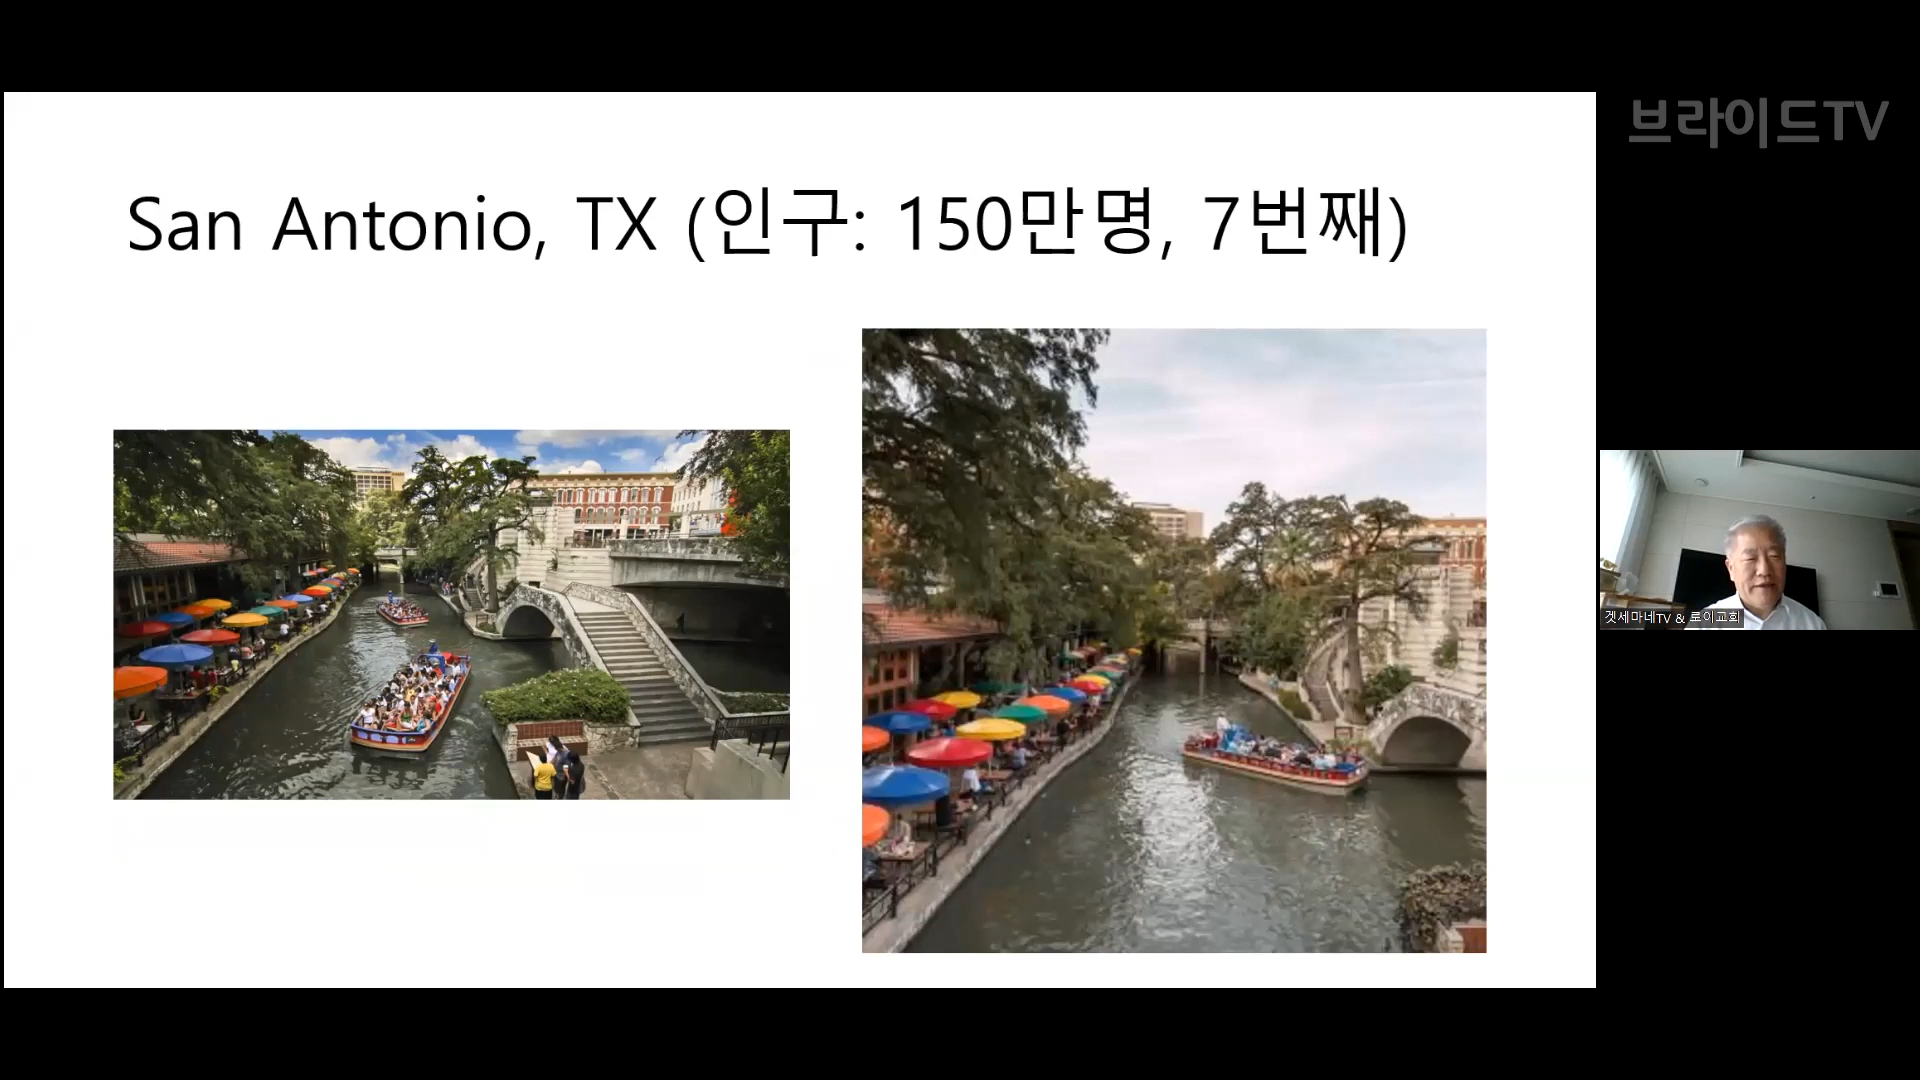 브라이드TV
San Antonio, TX (인구: 150만명, 7번째)
겟세마네TV & 로이교회